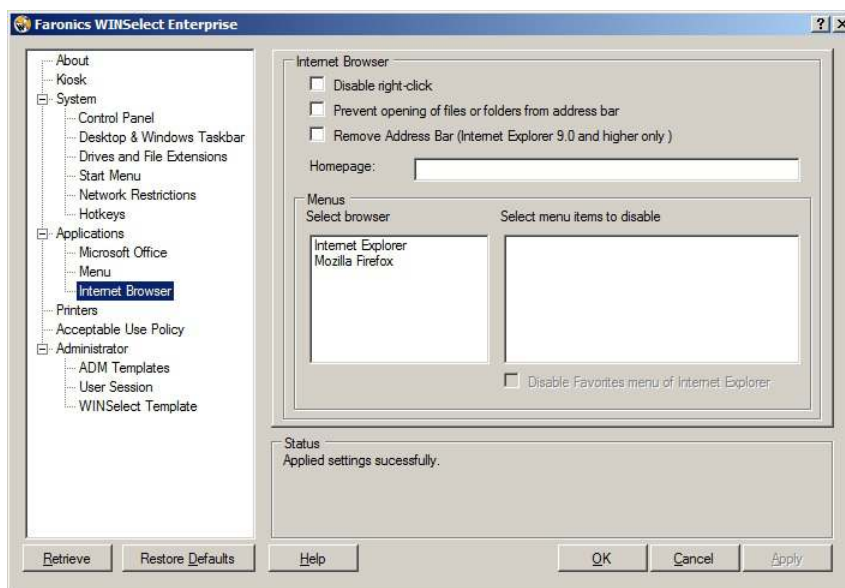 Faronics WINSelect Enterprise
About
Kiosk
System
Control Panel
Desktop & Windows Taskbar
Drives and File Extensions
Start Menu
Network Restrictions
Hotkeys
Applications
Microsoft Office
Menu
Internet Browser
Printers
Acceptable Use Policy
Administrator
ADM Templates
User Session
WINSelect Template
Internet Browser
Disable right-click
Prevent opening of files or folders from address bar
Remove Address Bar (Internet Explorer 9.0 and higher only )
Homepage:
Menus
Select browser
Select menu items to disable
Internet Explorer
Mozilla Firefox
Disable Favorites menu of Internet Explorer
Status
Applied settings sucessfully.
Retrieve
Restore Defaults
Help
OK
Cancel
Apply